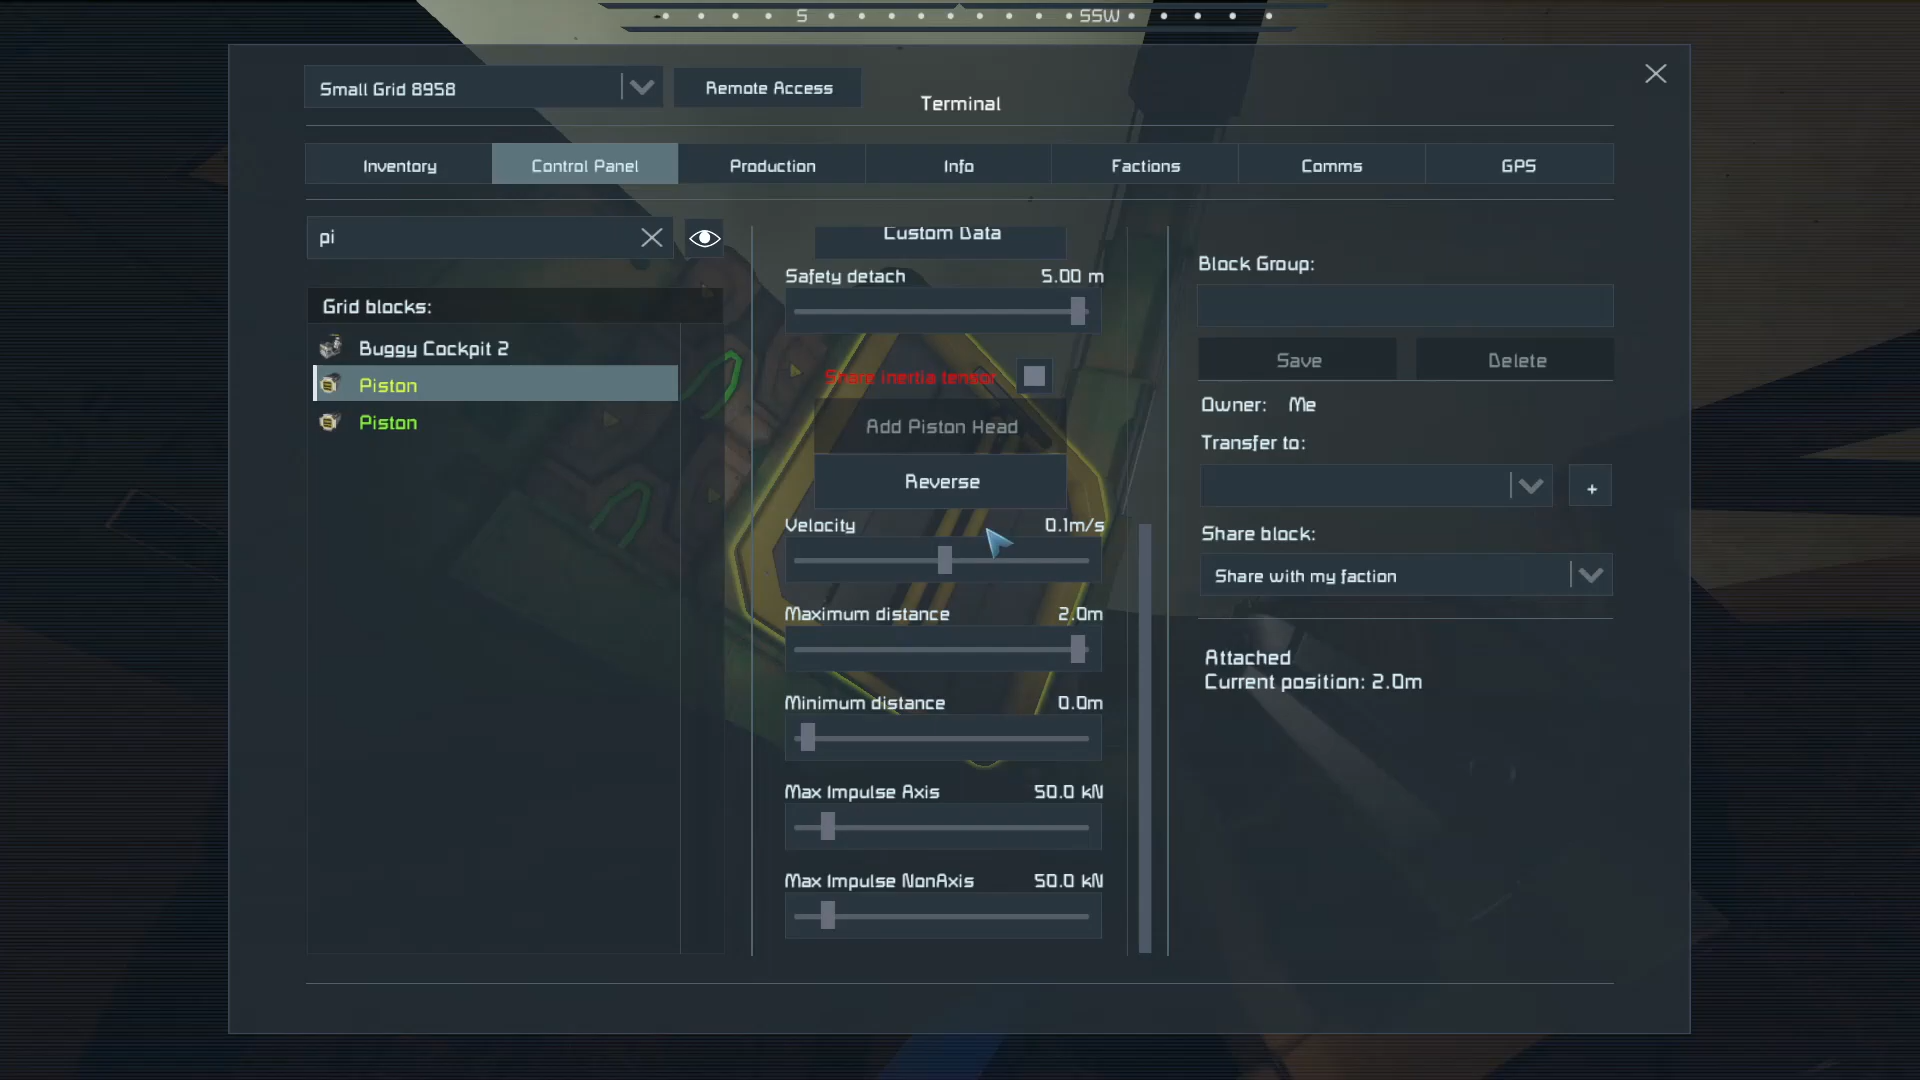 S SSW
Small Grid 8958
Remote Access
Terminal
Inventory
Control Panel
Production
Info
Factions
Comms
GPS
pi
Grid blocks:
Buggy Cockpit 2
Piston
Piston
Custom Data
Safety detach 5.00 m
Share inertia tensor
Add Piston Head
Reverse
Velocity 0.1m/s
Maximum distance 2.0m
Minimum distance 0.0m
Max Impulse Axis 50.0 kN
Max Impulse NonAxis 50.0 kN
Block Group:
Save
Delete
Owner: Me
Transfer to:
+
Share block:
Share with my faction
Attached
Current position: 2.0m